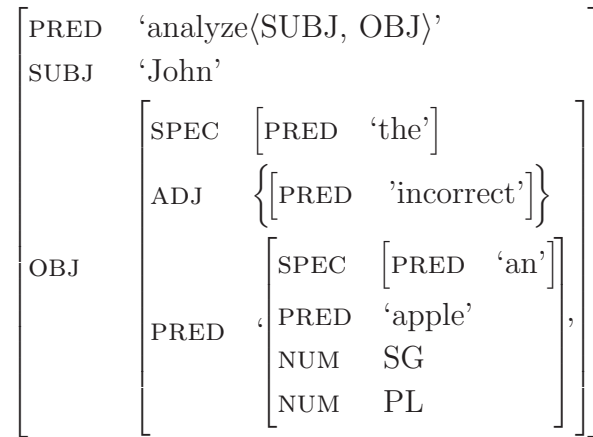 PRED ‘analyze⟨SUBJ, OBJ⟩’
SUBJ ‘John’
SPEC [PRED ‘the’]
ADJ {[PRED ’incorrect’]}
OBJ
PRED ‘
SPEC [PRED ‘an’]
PRED ‘apple’
NUM SG
NUM PL
’